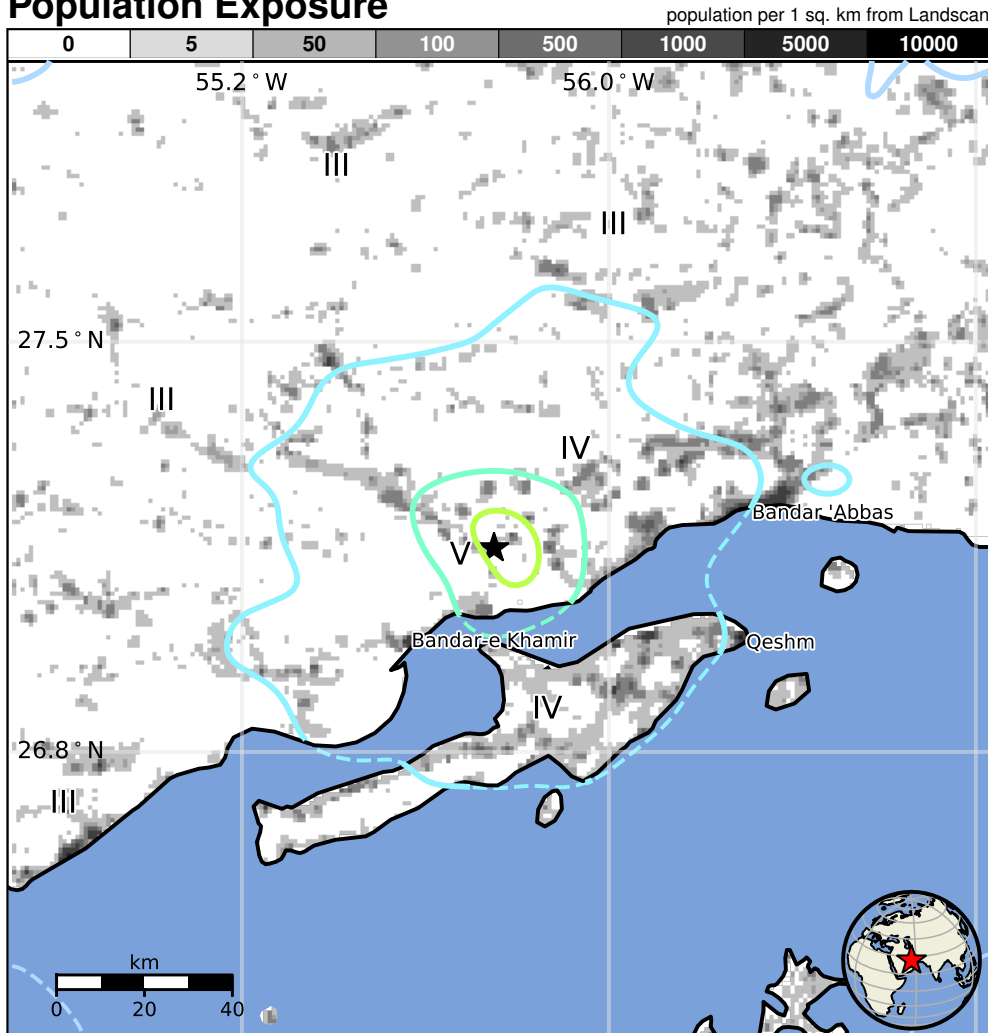 Population Exposure
population per 1 sq. km from Landscan
0 5 50 100 500 1000 5000 10000
55.2°W 56.0°W
III
III
27.5°N
III
IV
Bandar 'Abbas
V
Bandar-e Khamir
Qeshm
IV
26.8°N
III
km
0 20 40